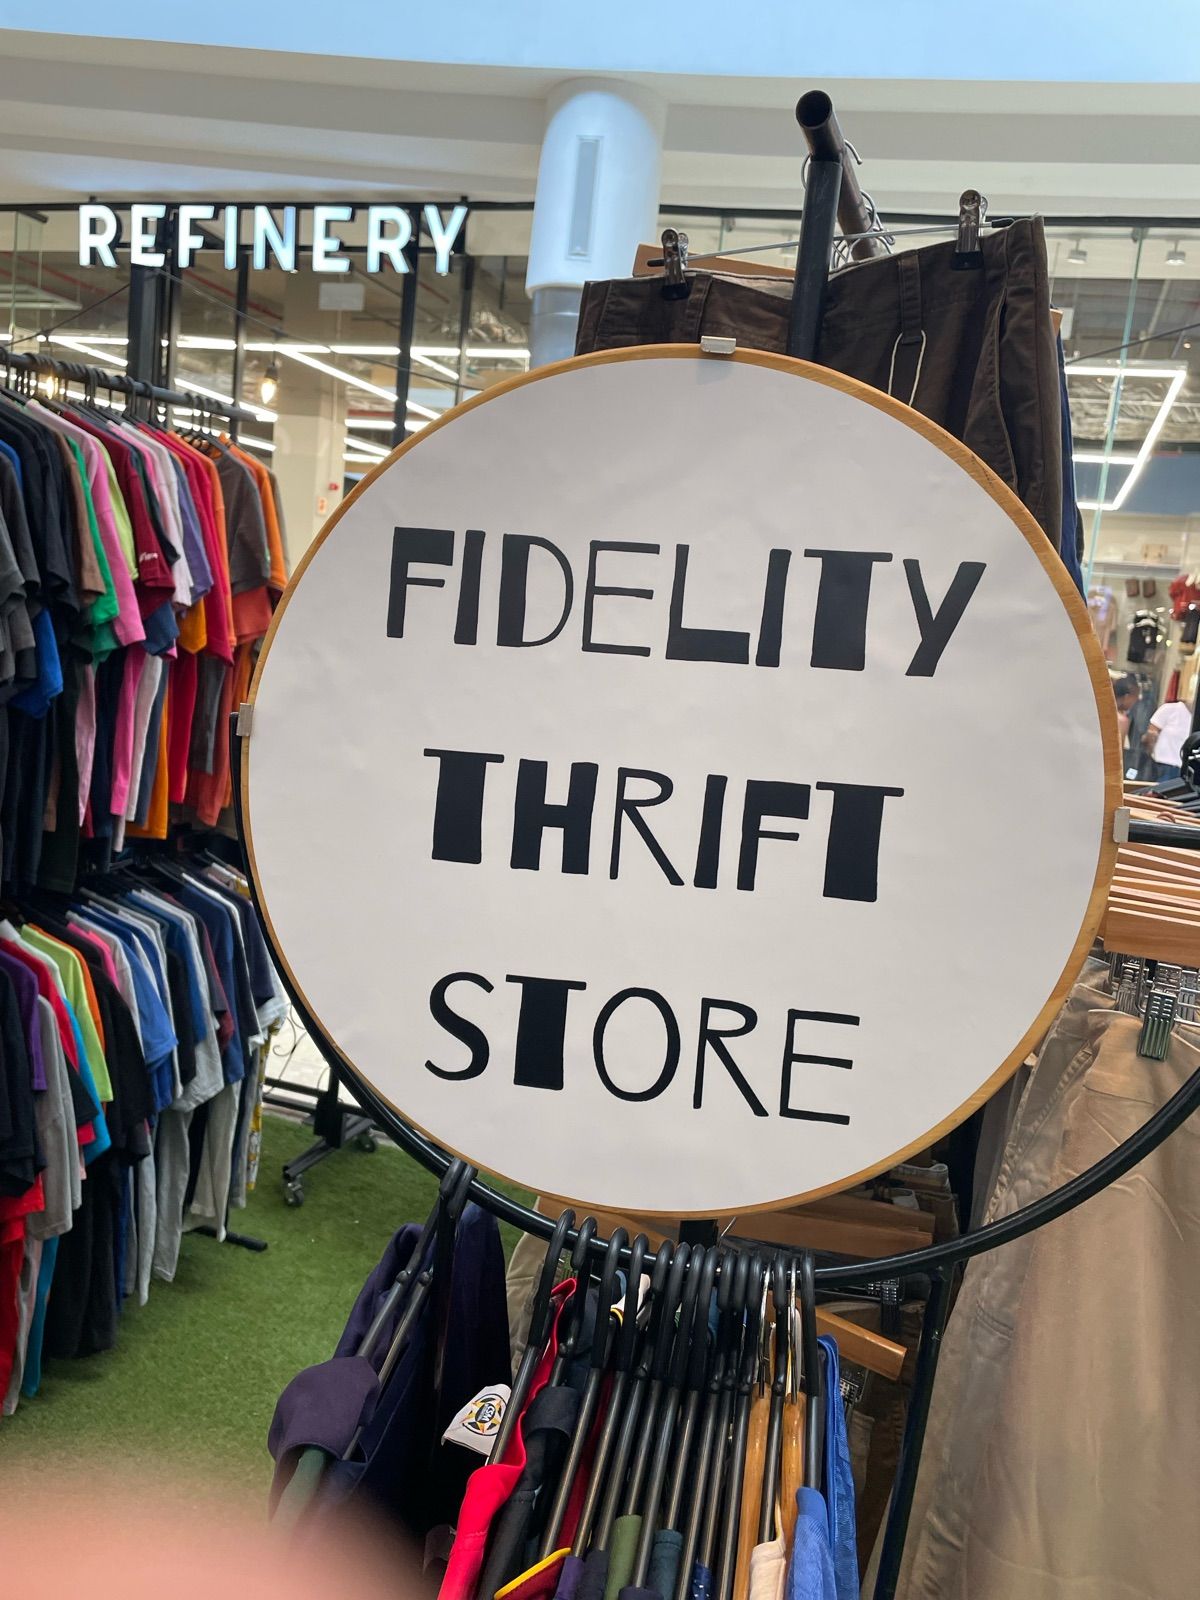 REFINERY
FIDELITY
THRIFT
STORE